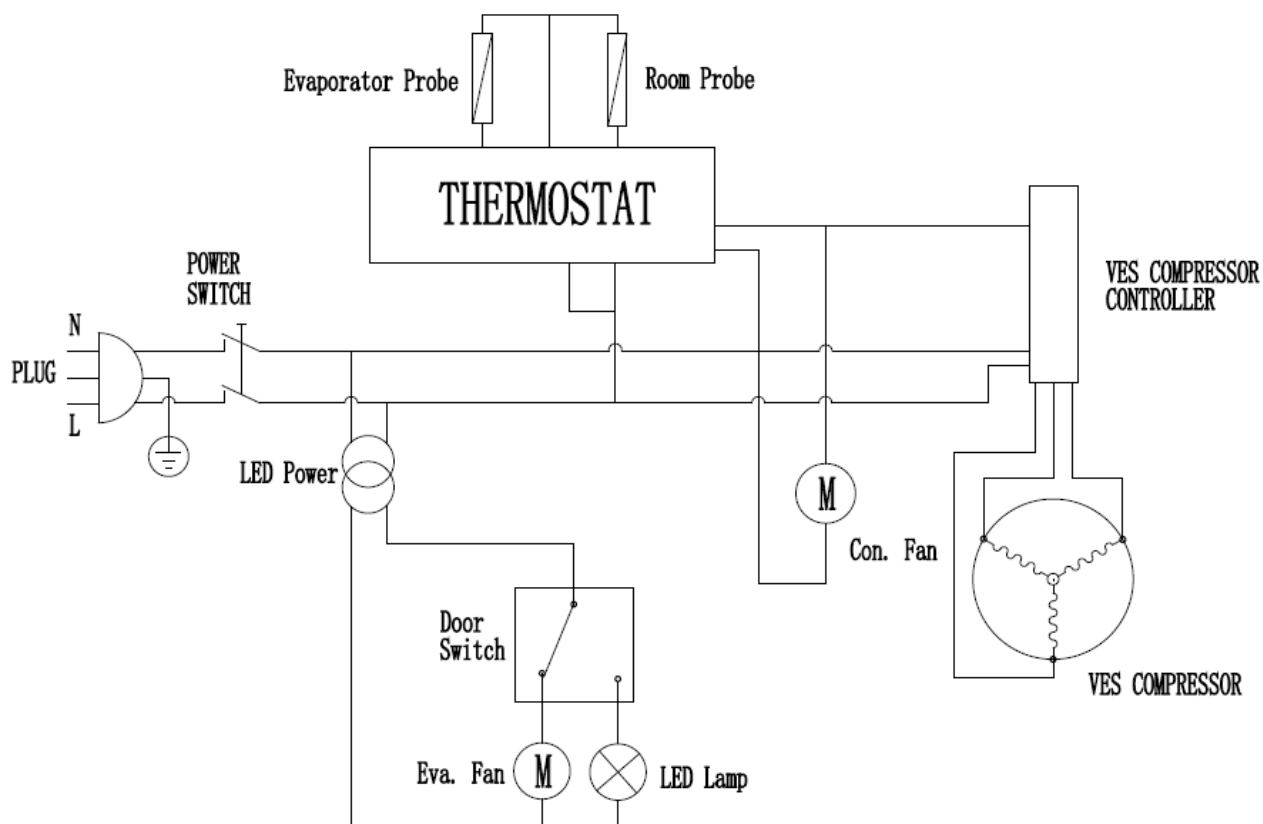 Evaporator Probe
Room Probe
THERMOSTAT
POWER
SWITCH
VES COMPRESSOR
CONTROLLER
N
PLUG
L
LED Power
M
Con. Fan
Door
Switch
VES COMPRESSOR
Eva. Fan
M
LED Lamp